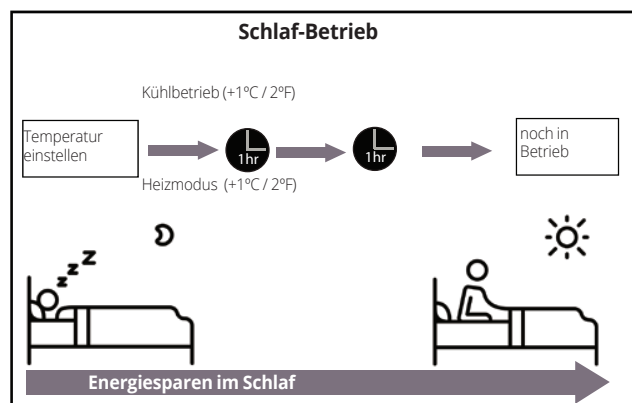 Schlaf-Betrieb
Kühlbetrieb (+1ºC / 2ºF)
Temperatur
einstellen
1hr
1hr
noch in
Betrieb
Heizmodus (+1ºC / 2ºF)
z z z
Energiesparen im Schlaf